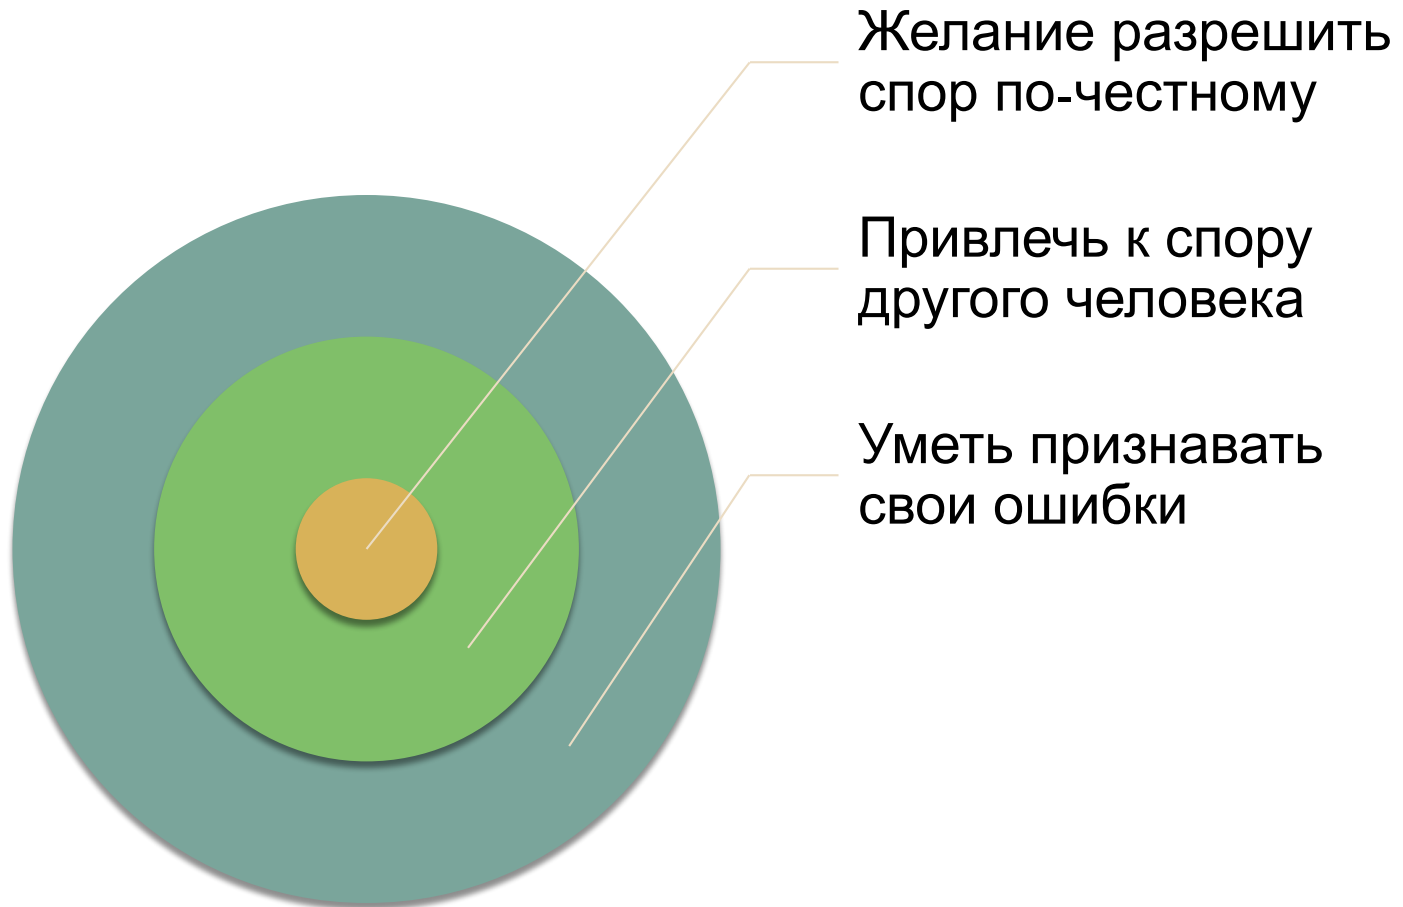 Желание разрешить
спор по-честному
Привлечь к спору
другого человека
Уметь признавать
свои ошибки